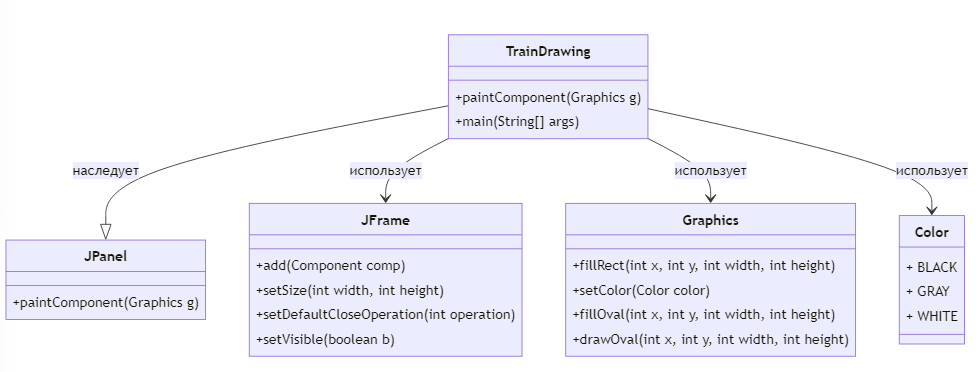 TrainDrawing
+paintComponent(Graphics g)
+main(String[] args)
наследует
использует
использует
использует
JPanel
+paintComponent(Graphics g)
JFrame
+add(Component comp)
+setSize(int width, int height)
+setDefaultCloseOperation(int operation)
+setVisible(boolean b)
Graphics
+fillRect(int x, int y, int width, int height)
+setColor(Color color)
+fillOval(int x, int y, int width, int height)
+drawOval(int x, int y, int width, int height)
Color
+ BLACK
+ GRAY
+ WHITE